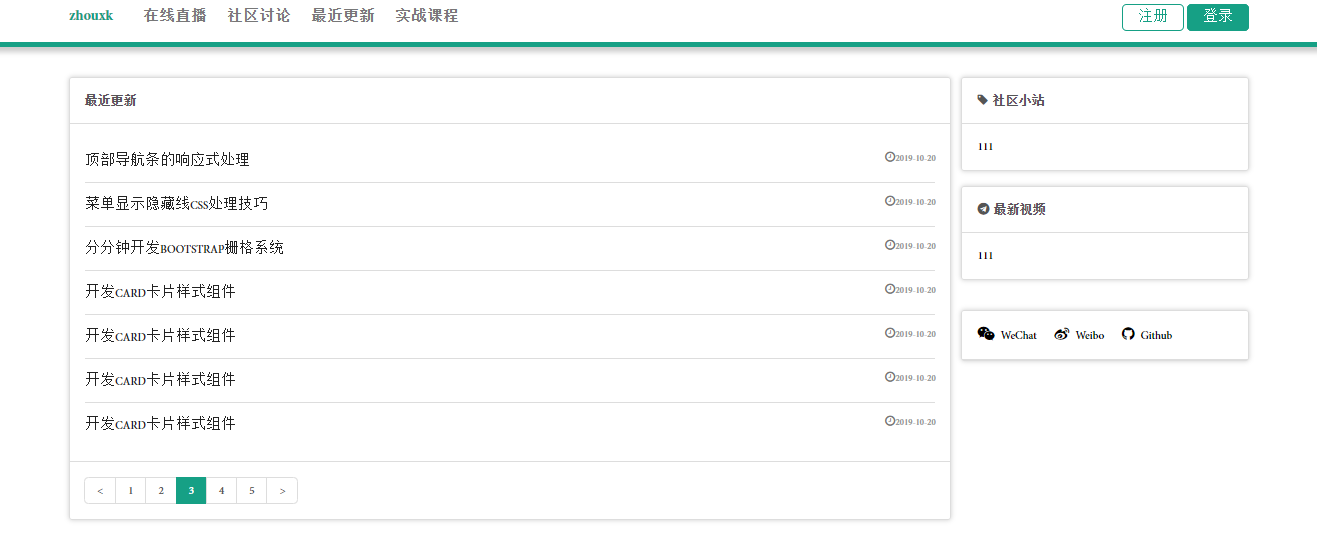 zhouxk 在线直播 社区讨论 最近更新 实战课程 注册 登录
最近更新
顶部导航条的响应式处理 2019-10-20
菜单显示隐藏线CSS处理技巧 2019-10-20
分分钟开发BOOTSTRAP栅格系统 2019-10-20
开发CARD卡片样式组件 2019-10-20
开发CARD卡片样式组件 2019-10-20
开发CARD卡片样式组件 2019-10-20
开发CARD卡片样式组件 2019-10-20
< 1 2 3 4 5 >
社区小站
111
最新视频
111
WeChat Weibo Github